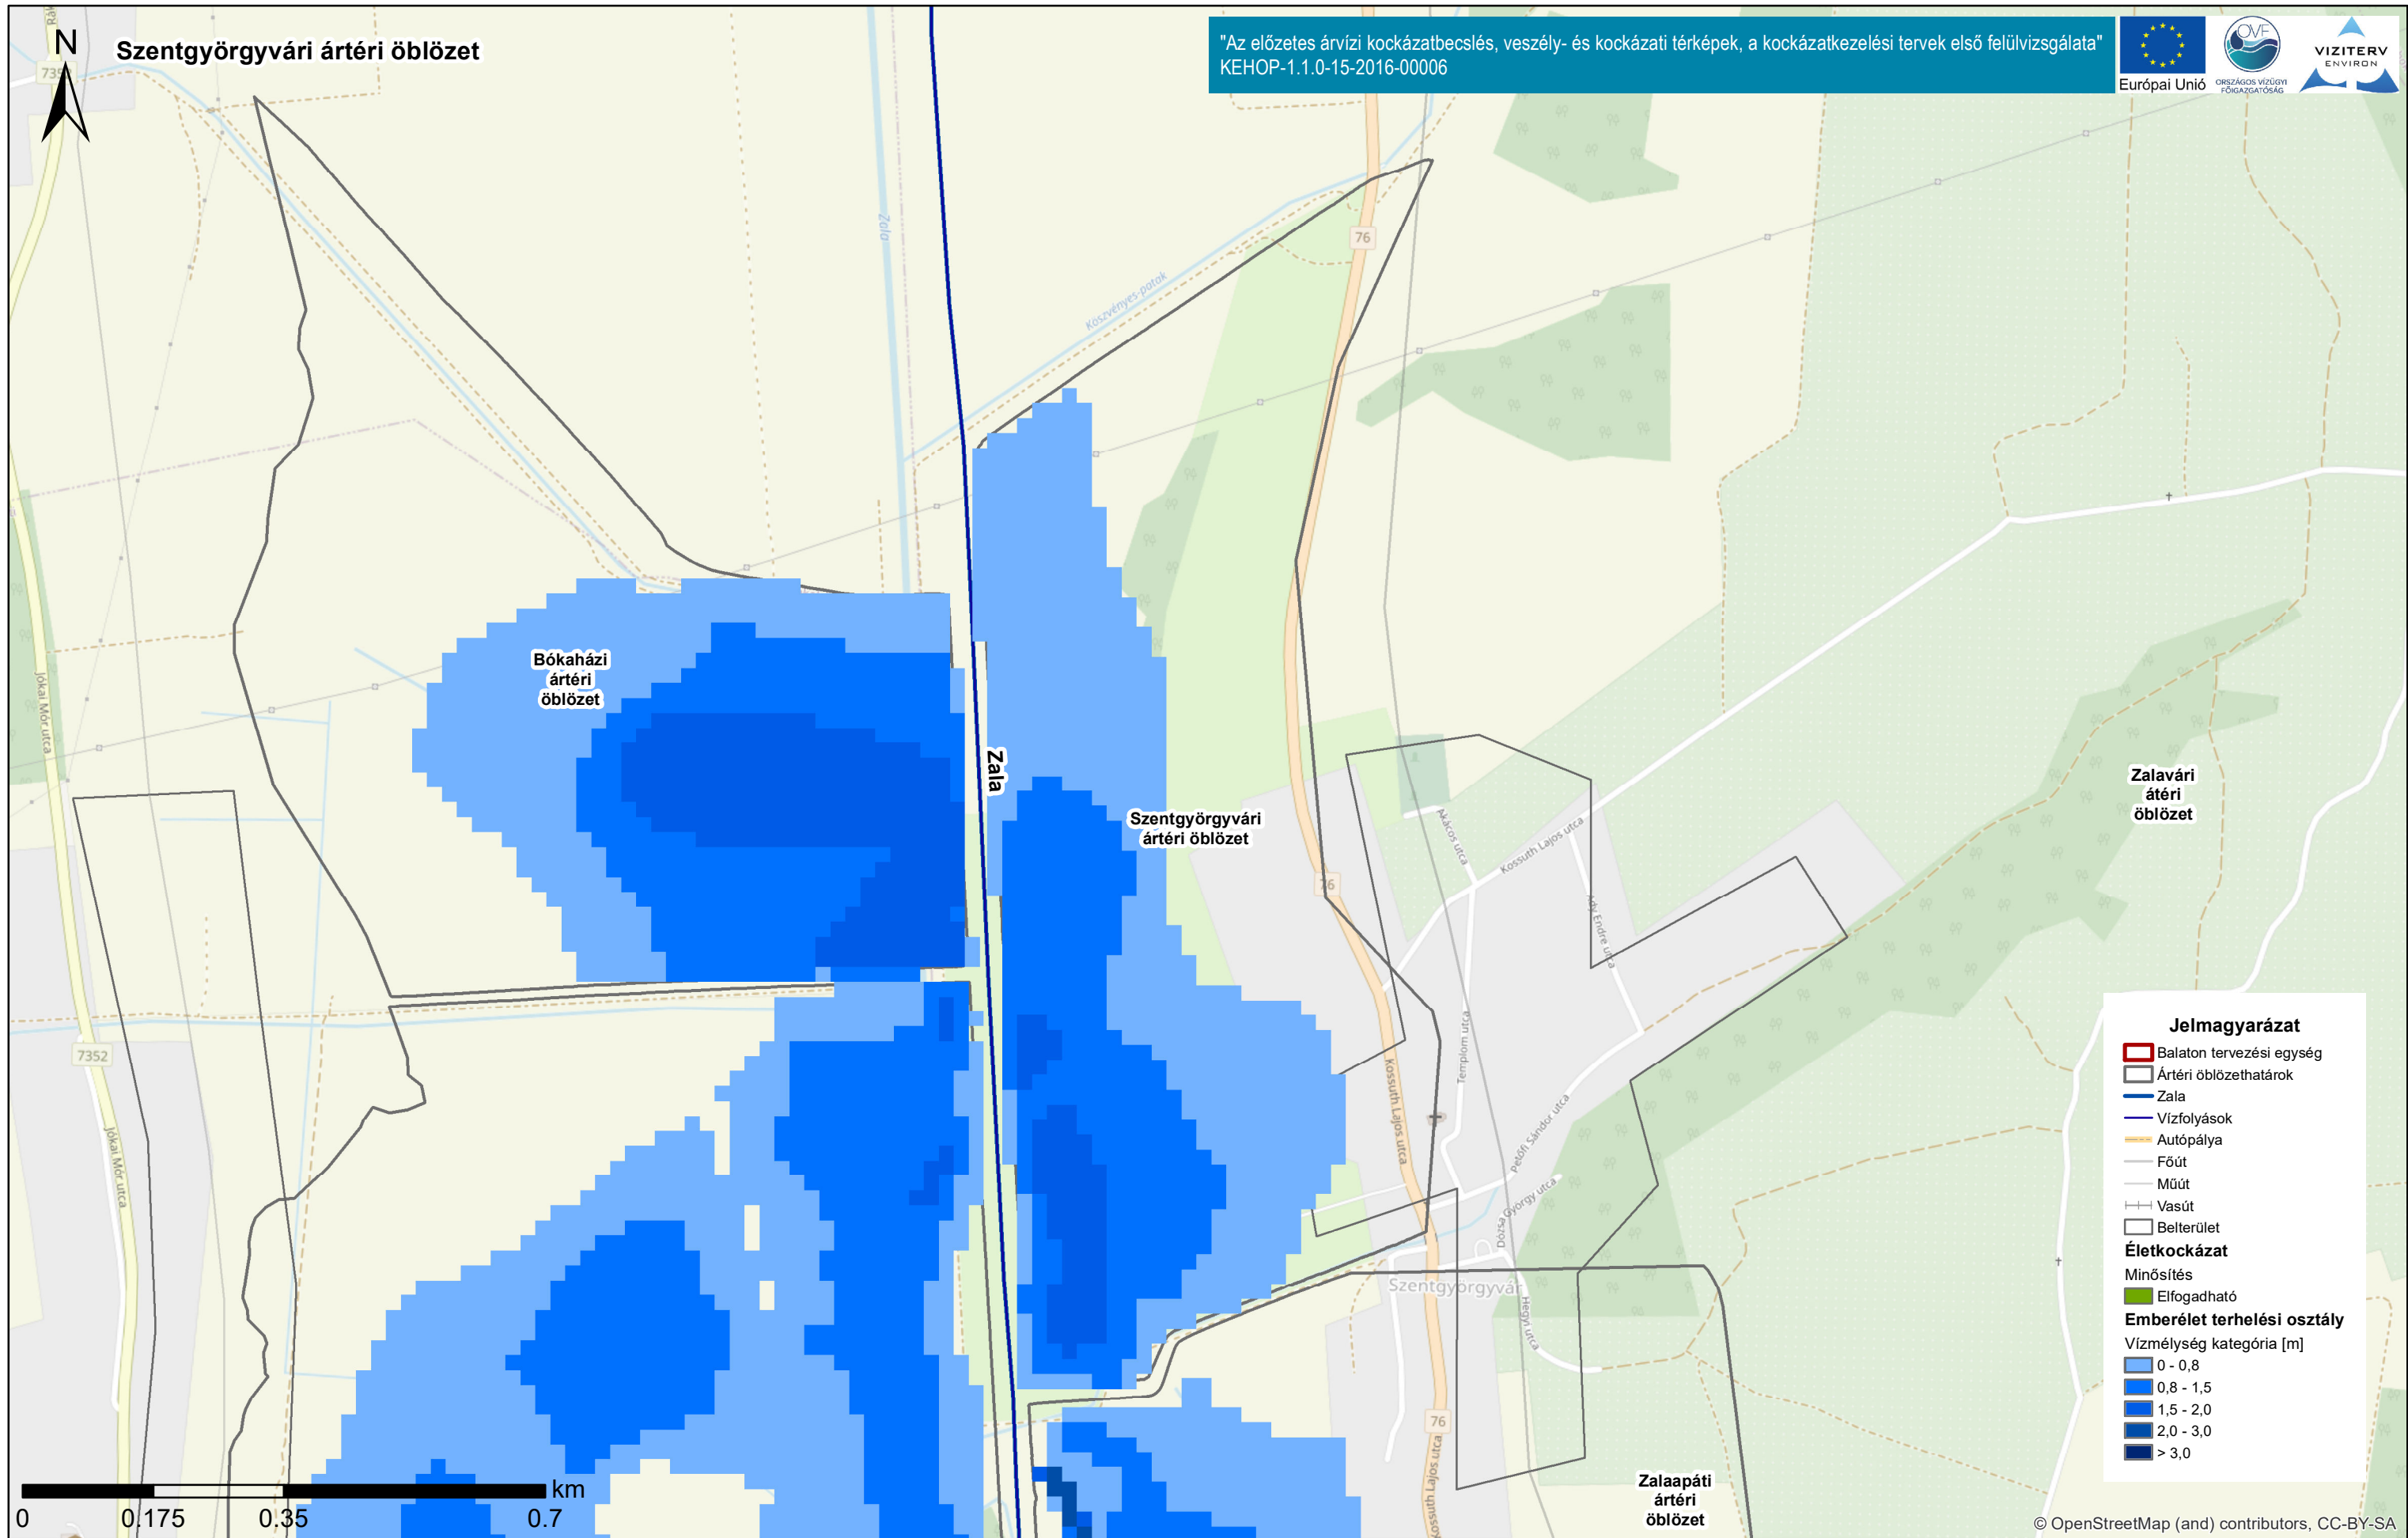 Szentgyörgyvári ártéri öblözet
N
"Az előzetes árvízi kockázatbecslés, veszély- és kockázati térképek, a kockázatkezelési tervek első felülvizsgálata"
KEHOP-1.1.0-15-2016-00006
Európai Unió
OVF
ORSZÁGOS VÍZÜGYI
FŐIGAZGATÓSÁG
VIZITERV
ENVIRON
Zala
76
Köszvényes-patak
Bókaházi
ártéri
öblözet
Jókai Mór utca
Zala
Szentgyörgyvári
ártéri öblözet
Zalavári
átéri
öblözet
Akácos utca
Kossuth Lajos utca
76
Ady Endre utca
7352
Templom utca
Kossuth Lajos utca
Petőfi Sándor utca
Jókai Mór utca
Dózsa György utca
Szentgyörgyvár
Hegyi utca
76
Kossuth Lajos utca
Zalaapáti
ártéri
öblözet
Jelmagyarázat
Balaton tervezési egység
Ártéri öblözethatárok
Zala
Vízfolyások
Autópálya
Főút
Műút
Vasút
Belterület
Életkockázat
Minősítés
Elfogadható
Emberélet terhelési osztály
Vízmélység kategória [m]
0 - 0,8
0,8 - 1,5
1,5 - 2,0
2,0 - 3,0
> 3,0
km
0 0.175 0.35 0.7
© OpenStreetMap (and) contributors, CC-BY-SA